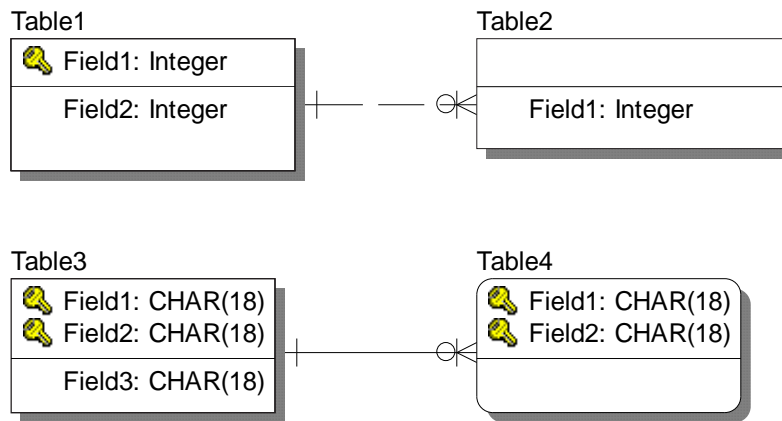 Table1
Field1: Integer
Field2: Integer
Table2
Field1: Integer
Table3
Field1: CHAR(18)
Field2: CHAR(18)
Field3: CHAR(18)
Table4
Field1: CHAR(18)
Field2: CHAR(18)